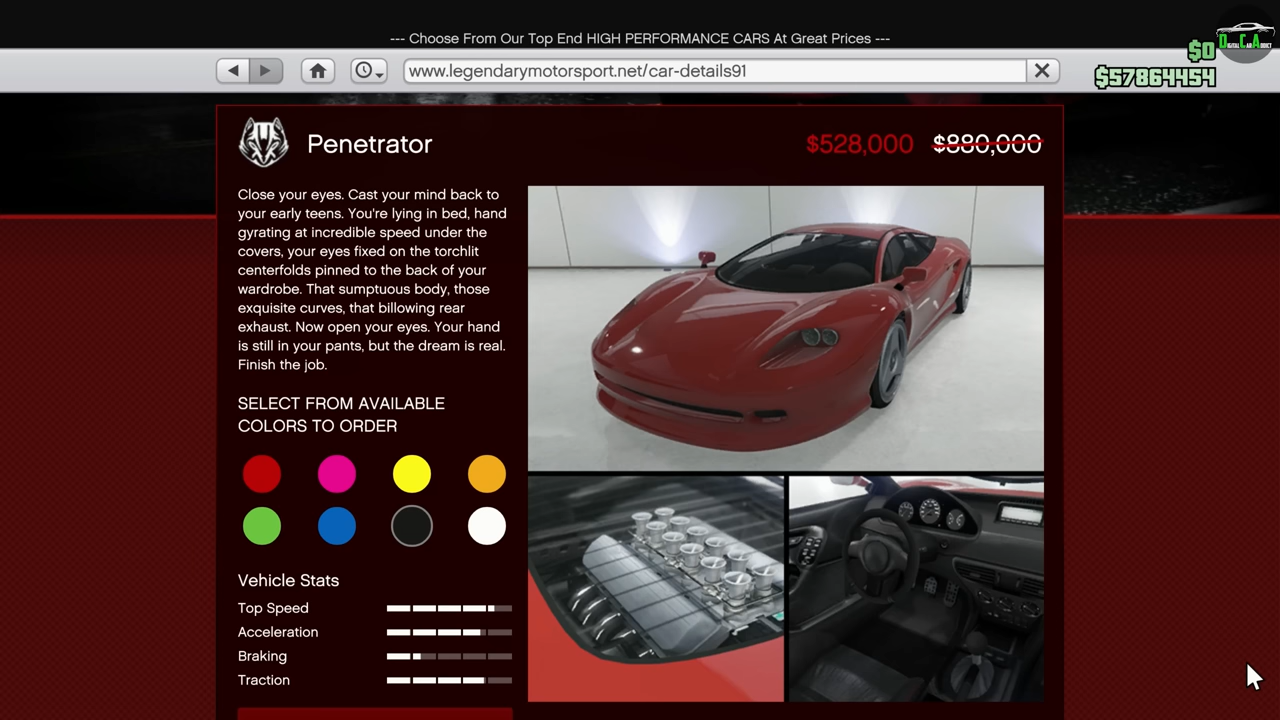 --- Choose From Our Top End HIGH PERFORMANCE CARS At Great Prices ---
www.legendarymotorsport.net/car-details91
$0
$57864454
Penetrator
$528,000 $880,000
Close your eyes. Cast your mind back to
your early teens. You're lying in bed, hand
gyrating at incredible speed under the
covers, your eyes fixed on the torchlit
centerfolds pinned to the back of your
wardrobe. That sumptuous body, those
exquisite curves, that billowing rear
exhaust. Now open your eyes. Your hand
is still in your pants, but the dream is real.
Finish the job.
SELECT FROM AVAILABLE
COLORS TO ORDER
Vehicle Stats
Top Speed
Acceleration
Braking
Traction